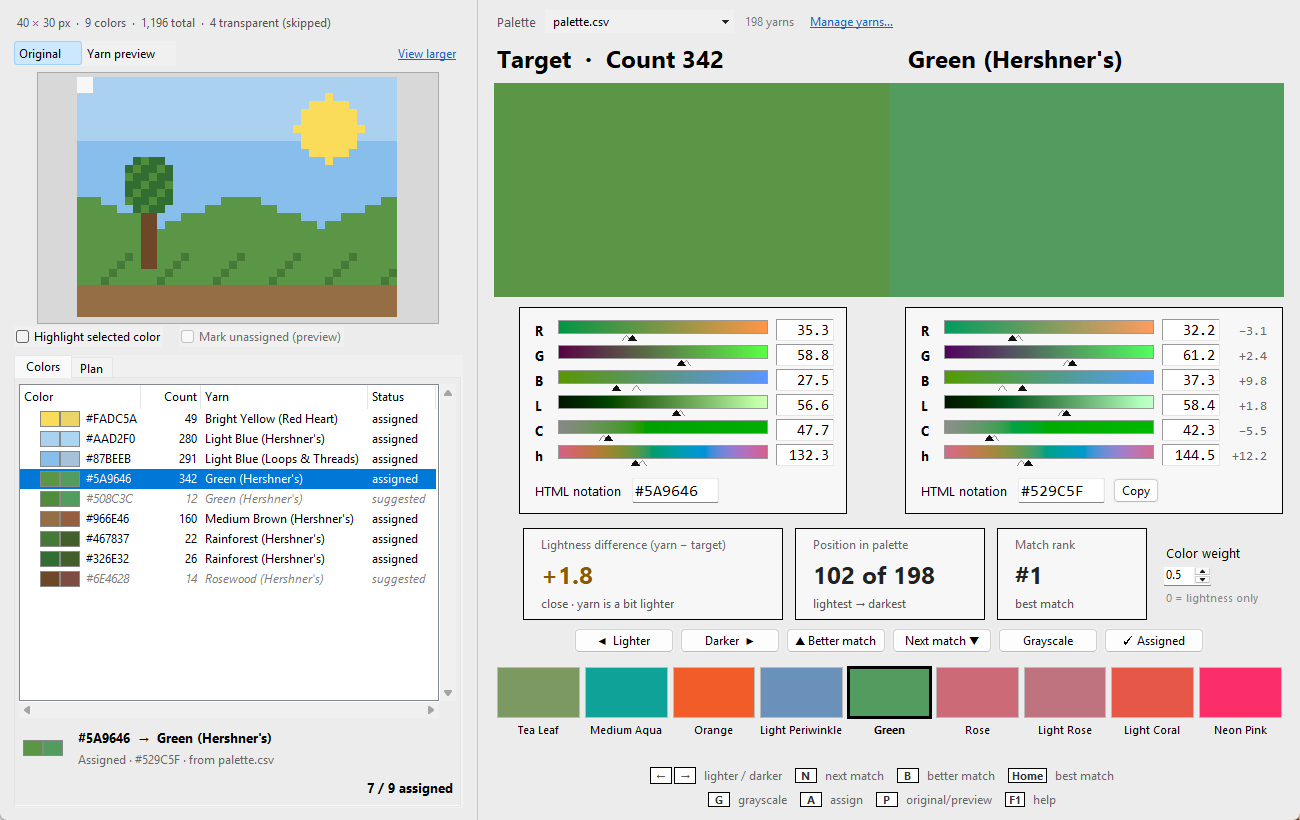 40 × 30 px · 9 colors · 1,196 total · 4 transparent (skipped)
Original Yarn preview View larger
Highlight selected color Mark unassigned (preview)
Colors Plan
Color Count Yarn Status
#FADC5A 49 Bright Yellow (Red Heart) assigned
#AAD2F0 280 Light Blue (Hershner's) assigned
#87BEEB 291 Light Blue (Loops & Threads) assigned
#5A9646 342 Green (Hershner's) assigned
#508C3C 12 Green (Hershner's) suggested
#966E46 160 Medium Brown (Hershner's) assigned
#467837 22 Rainforest (Hershner's) assigned
#326E32 26 Rainforest (Hershner's) assigned
#6E4628 14 Rosewood (Hershner's) suggested
#5A9646 → Green (Hershner's)
Assigned · #529C5F · from palette.csv
7 / 9 assigned
Palette palette.csv 198 yarns Manage yarns...
Target · Count 342 Green (Hershner's)
R 35.3
G 58.8
B 27.5
L 56.6
C 47.7
h 132.3
HTML notation #5A9646
R 32.2 −3.1
G 61.2 +2.4
B 37.3 +9.8
L 58.4 +1.8
C 42.3 −5.5
h 144.5 +12.2
HTML notation #529C5F Copy
Lightness difference (yarn − target)
+1.8
close · yarn is a bit lighter
Position in palette
102 of 198
lightest → darkest
Match rank
#1
best match
Color weight
0.5
0 = lightness only
◄ Lighter Darker ► ▲ Better match Next match ▼ Grayscale ✓ Assigned
Tea Leaf Medium Aqua Orange Light Periwinkle Green Rose Light Rose Light Coral Neon Pink
← → lighter / darker N next match B better match Home best match
G grayscale A assign P original/preview F1 help